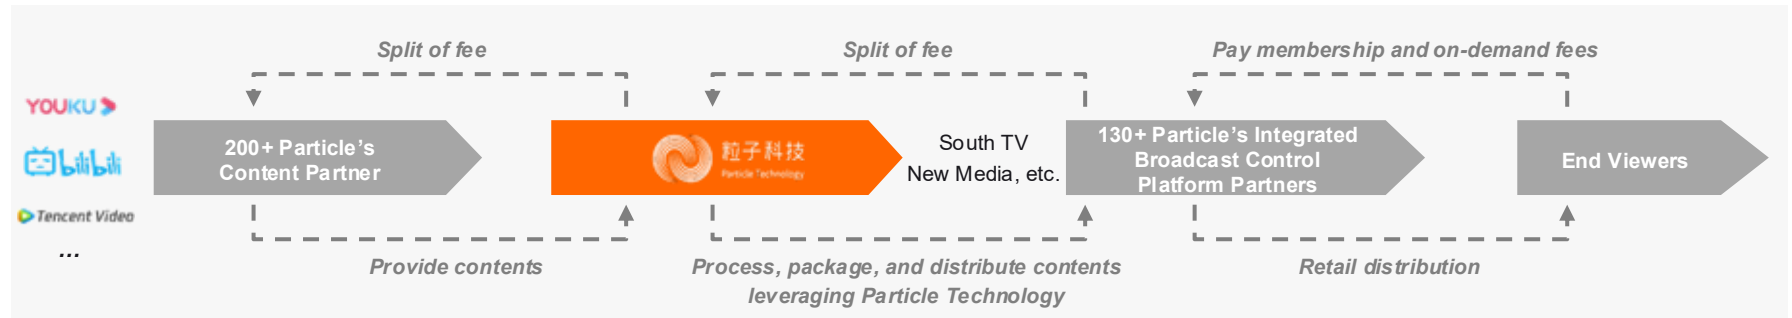 Split of fee
Split of fee
Pay membership and on-demand fees
YOUKU
bilibili
Tencent Video
...
200+ Particle's
Content Partner
粒子科技
Particle Technology
South TV
New Media, etc.
130+ Particle's Integrated
Broadcast Control
Platform Partners
End Viewers
Provide contents
Process, package, and distribute contents
leveraging Particle Technology
Retail distribution